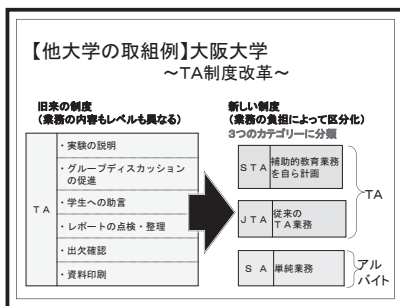 【他大学の取組例】大阪大学
～TA制度改革～
旧来の制度
(業務の内容もレベルも異なる)
TA
・実験の説明
・グループディスカッション
の促進
・学生への助言
・レポートの点検・整理
・出欠確認
・資料印刷
新しい制度
(業務の負担によって区分化)
3つのカテゴリーに分類
STA
補助的教育業務
を自ら計画
JTA
従来の
TA業務
TA
SA
単純業務
アル
バイト